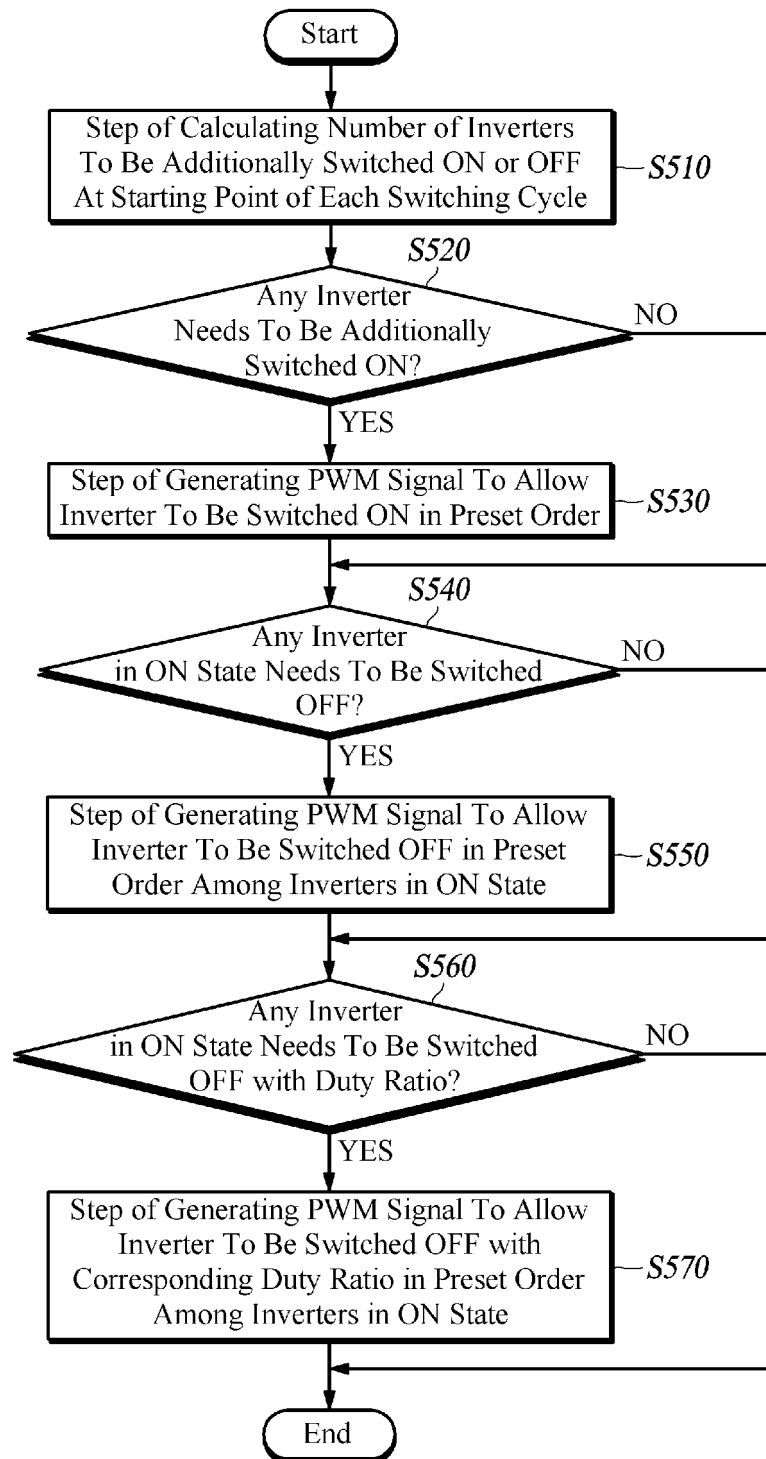 Start
Step of Calculating Number of Inverters
To Be Additionally Switched ON or OFF
At Starting Point of Each Switching Cycle
S510
S520
Any Inverter
Needs To Be Additionally
Switched ON?
NO
YES
Step of Generating PWM Signal To Allow
Inverter To Be Switched ON in Preset Order
S530
S540
Any Inverter
in ON State Needs To Be Switched
OFF?
NO
YES
Step of Generating PWM Signal To Allow
Inverter To Be Switched OFF in Preset
Order Among Inverters in ON State
S550
S560
Any Inverter
in ON State Needs To Be Switched
OFF with Duty Ratio?
NO
YES
Step of Generating PWM Signal To Allow
Inverter To Be Switched OFF with
Corresponding Duty Ratio in Preset Order
Among Inverters in ON State
S570
End